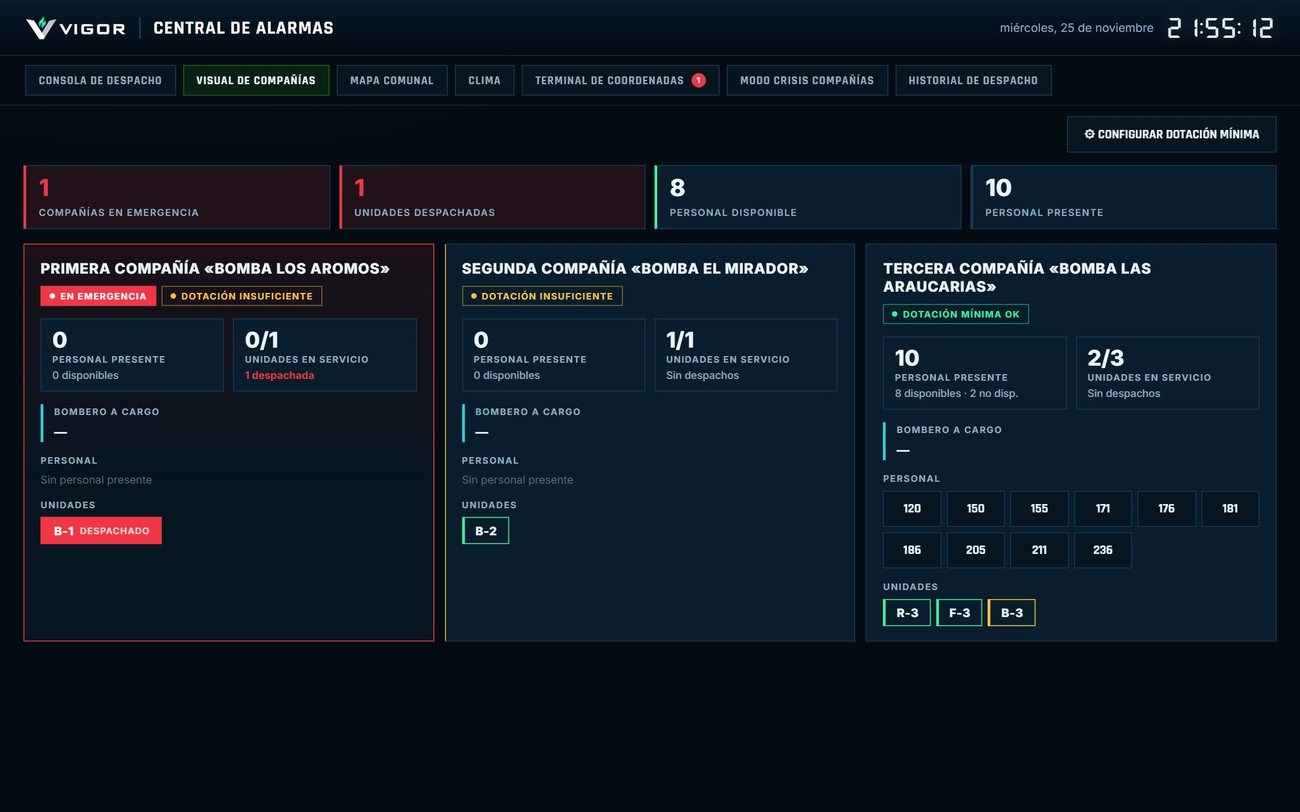 VIGOR
CENTRAL DE ALARMAS
miércoles, 25 de noviembre
21:55:12
CONSOLA DE DESPACHO
VISUAL DE COMPAÑÍAS
MAPA COMUNAL
CLIMA
TERMINAL DE COORDENADAS 1
MODO CRISIS COMPAÑÍAS
HISTORIAL DE DESPACHO
⚙ CONFIGURAR DOTACIÓN MÍNIMA
1
COMPAÑÍAS EN EMERGENCIA
1
UNIDADES DESPACHADAS
8
PERSONAL DISPONIBLE
10
PERSONAL PRESENTE
PRIMERA COMPAÑÍA «BOMBA LOS AROMOS»
EN EMERGENCIA
DOTACIÓN INSUFICIENTE
0
PERSONAL PRESENTE
0 disponibles
0/1
UNIDADES EN SERVICIO
1 despachada
BOMBERO A CARGO
—
PERSONAL
Sin personal presente
UNIDADES
B-1 DESPACHADO
SEGUNDA COMPAÑÍA «BOMBA EL MIRADOR»
DOTACIÓN INSUFICIENTE
0
PERSONAL PRESENTE
0 disponibles
1/1
UNIDADES EN SERVICIO
Sin despachos
BOMBERO A CARGO
—
PERSONAL
Sin personal presente
UNIDADES
B-2
TERCERA COMPAÑÍA «BOMBA LAS
ARAUCARIAS»
DOTACIÓN MÍNIMA OK
10
PERSONAL PRESENTE
8 disponibles · 2 no disp.
2/3
UNIDADES EN SERVICIO
Sin despachos
BOMBERO A CARGO
—
PERSONAL
120 150 155 171 176 181
186 205 211 236
UNIDADES
R-3 F-3 B-3